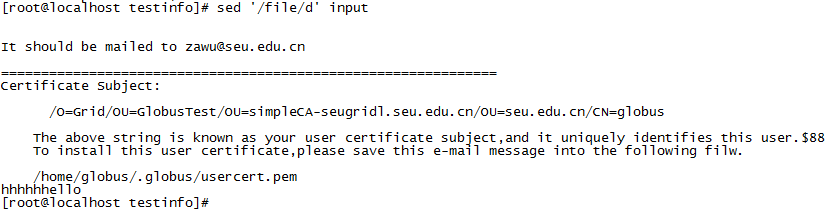 [root@localhost testinfo]# sed '/file/d' input
It should be mailed to zawu@seu.edu.cn
==============================================================
Certificate Subject:
/O=Grid/OU=GlobusTest/OU=simpleCA-seugridl.seu.edu.cn/OU=seu.edu.cn/CN=globus
The above string is known as your user certificate subject,and it uniquely identifies this user.$88
To install this user certificate,please save this e-mail message into the following filw.
/home/globus/.globus/usercert.pem
hhhhhhello
[root@localhost testinfo]#